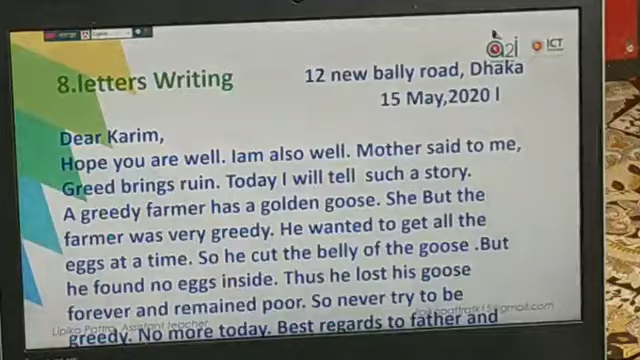 a2i ICT
8.letters Writing
12 new bally road, Dhaka
15 May,2020 I
Dear Karim,
Hope you are well. Iam also well. Mother said to me,
Greed brings ruin. Today I will tell such a story.
A greedy farmer has a golden goose. She But the
farmer was very greedy. He wanted to get all the
eggs at a time. So he cut the belly of the goose .But
he found no eggs inside. Thus he lost his goose
forever and remained poor. So never try to be
Lipika Pattra, Assistant teacher
greedy. No more today. Best regards to father and